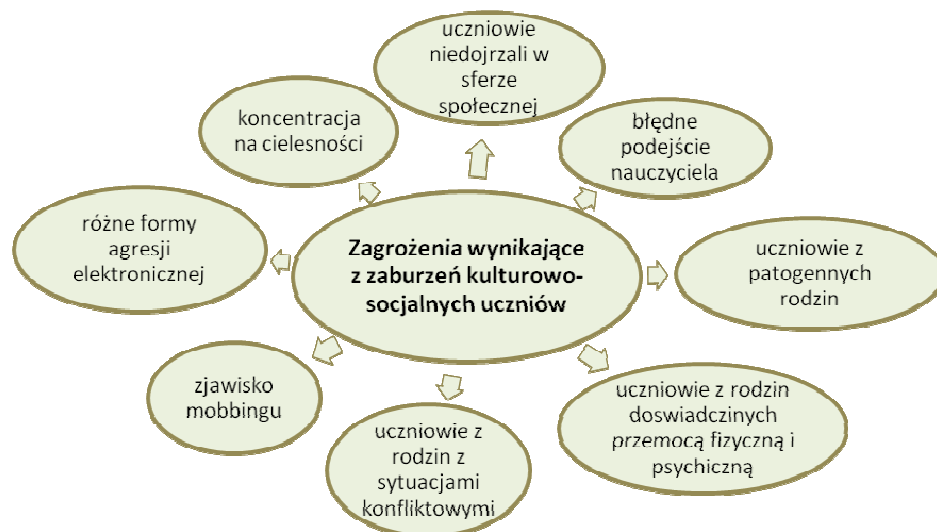 uczniowie
niedojrzali w
sferze
społecznej
koncentracja
na cielesności
błędne
podejście
nauczyciela
różne formy
agresji
elektronicznej
Zagrożenia wynikające
z zaburzeń kulturowo-
socjalnych uczniów
uczniowie z
patogennych
rodzin
zjawisko
mobbingu
uczniowie z
rodzin z
sytuacjami
konfliktowymi
uczniowie z rodzin
doswiadczinych
przemocą fizyczną i
psychiczną